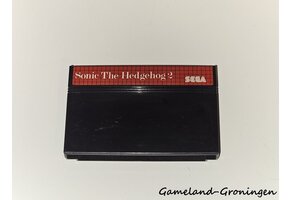 Sonic The Hedgehog 2
SEGA
Gameland-Groningen